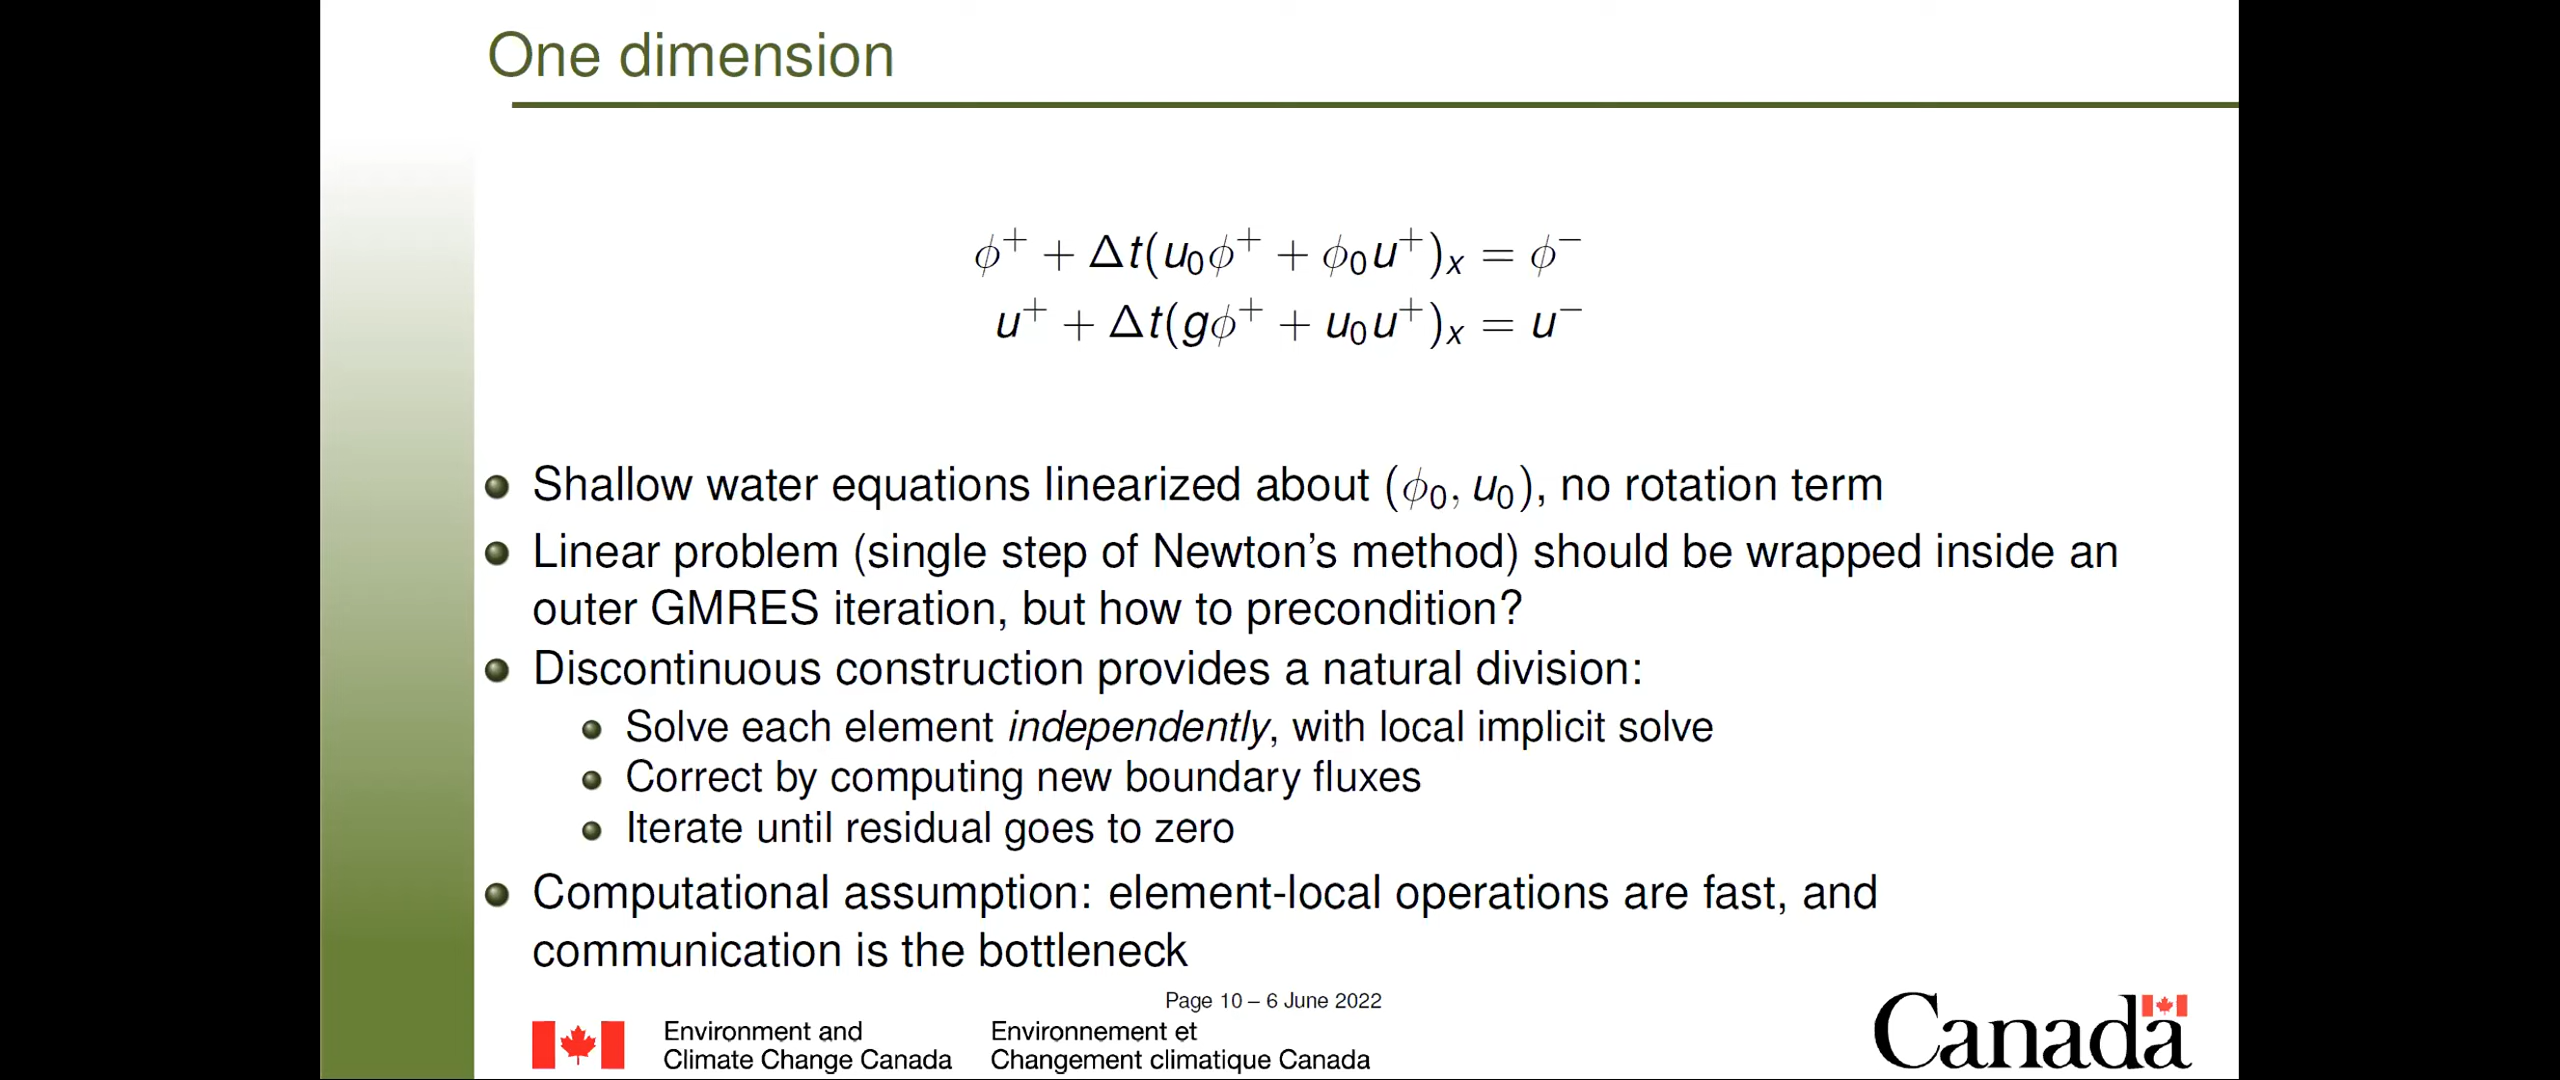 One dimension
ϕ⁺ + Δt(u₀ϕ⁺ + ϕ₀u⁺)ₓ = ϕ⁻
u⁺ + Δt(gϕ⁺ + u₀u⁺)ₓ = u⁻
Shallow water equations linearized about (ϕ₀, u₀), no rotation term
Linear problem (single step of Newton’s method) should be wrapped inside an
outer GMRES iteration, but how to precondition?
Discontinuous construction provides a natural division:
Solve each element independently, with local implicit solve
Correct by computing new boundary fluxes
Iterate until residual goes to zero
Computational assumption: element-local operations are fast, and
communication is the bottleneck
Page 10 – 6 June 2022
Environment and
Climate Change Canada
Environnement et
Changement climatique Canada
Canada